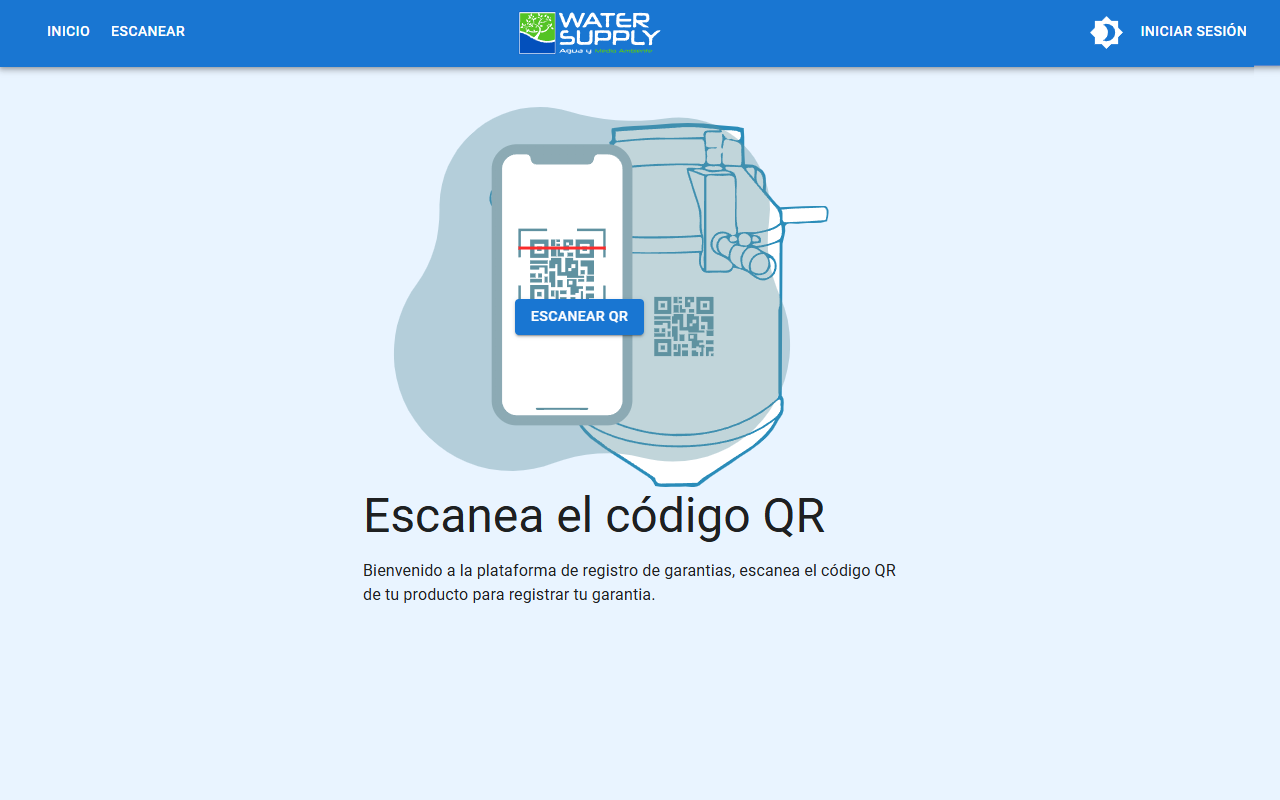 INICIO
ESCANEAR
WATER
SUPPLY
Agua y Medio Ambiente
INICIAR SESIÓN
ESCANEAR QR
Escanea el código QR
Bienvenido a la plataforma de registro de garantias, escanea el código QR
de tu producto para registrar tu garantia.